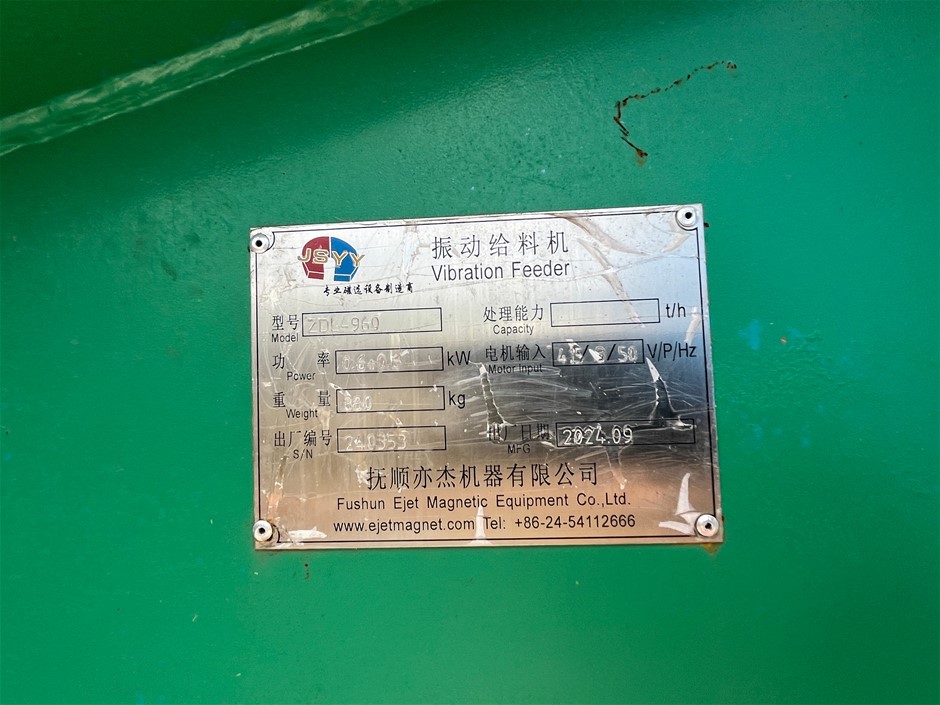 JSYY
专业磁选设备制造商
振动给料机
Vibration Feeder
型号 Model ZDL-960
处理能力 Capacity t/h
功率 Power kW
电机输入 Motor Input /50 V/P/Hz
重量 Weight kg
出厂编号 S/N
出厂日期 MFG 2024.09
抚顺亦杰机器有限公司
Fushun Ejet Magnetic Equipment Co.,Ltd.
www.ejetmagnet.com Tel: +86-24-54112666